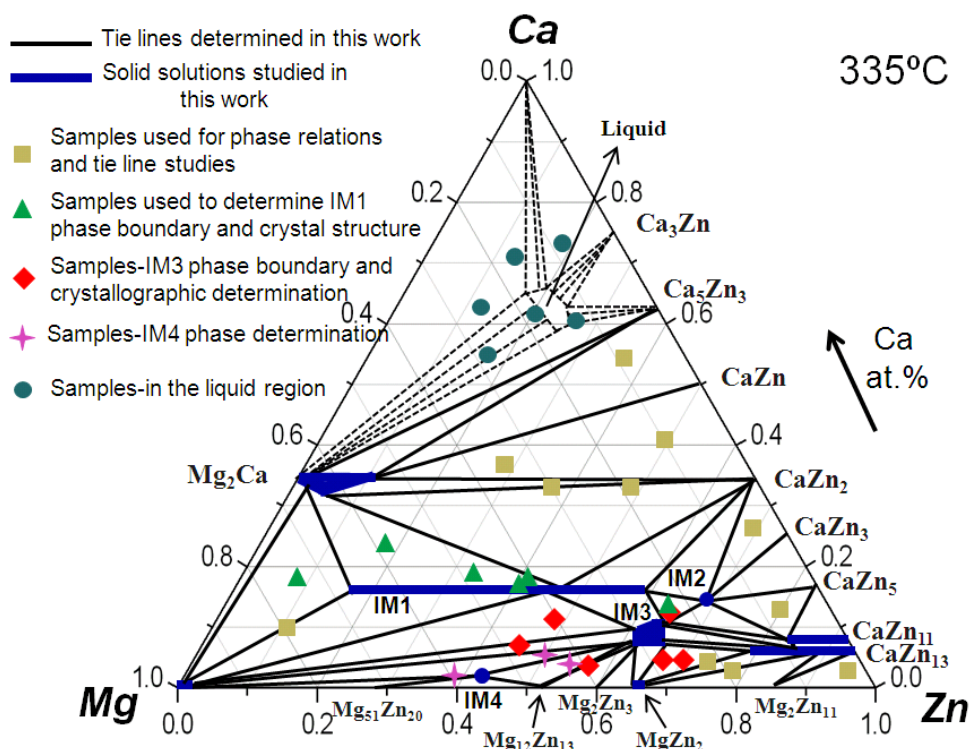 Tie lines determined in this work
Solid solutions studied in
this work
Samples used for phase relations
and tie line studies
Samples used to determine IM1
phase boundary and crystal structure
Samples-IM3 phase boundary and
crystallographic determination
Samples-IM4 phase determination
Samples-in the liquid region
Ca
335ºC
0.0 1.0
Liquid
0.2 0.8
Ca₃Zn
Ca₅Zn₃
0.4 0.6
Ca
at.%
CaZn
0.6 0.4
Mg₂Ca
CaZn₂
CaZn₃
0.8 0.2
IM2
CaZn₅
IM1
IM3
CaZn₁₁
CaZn₁₃
1.0 0.0
Mg
IM4
Zn
0.0 0.2 0.4 0.6 0.8 1.0
Mg₅₁Zn₂₀
Mg₂Zn₃
Mg₂Zn₁₁
Mg₁₂Zn₁₃
MgZn₂